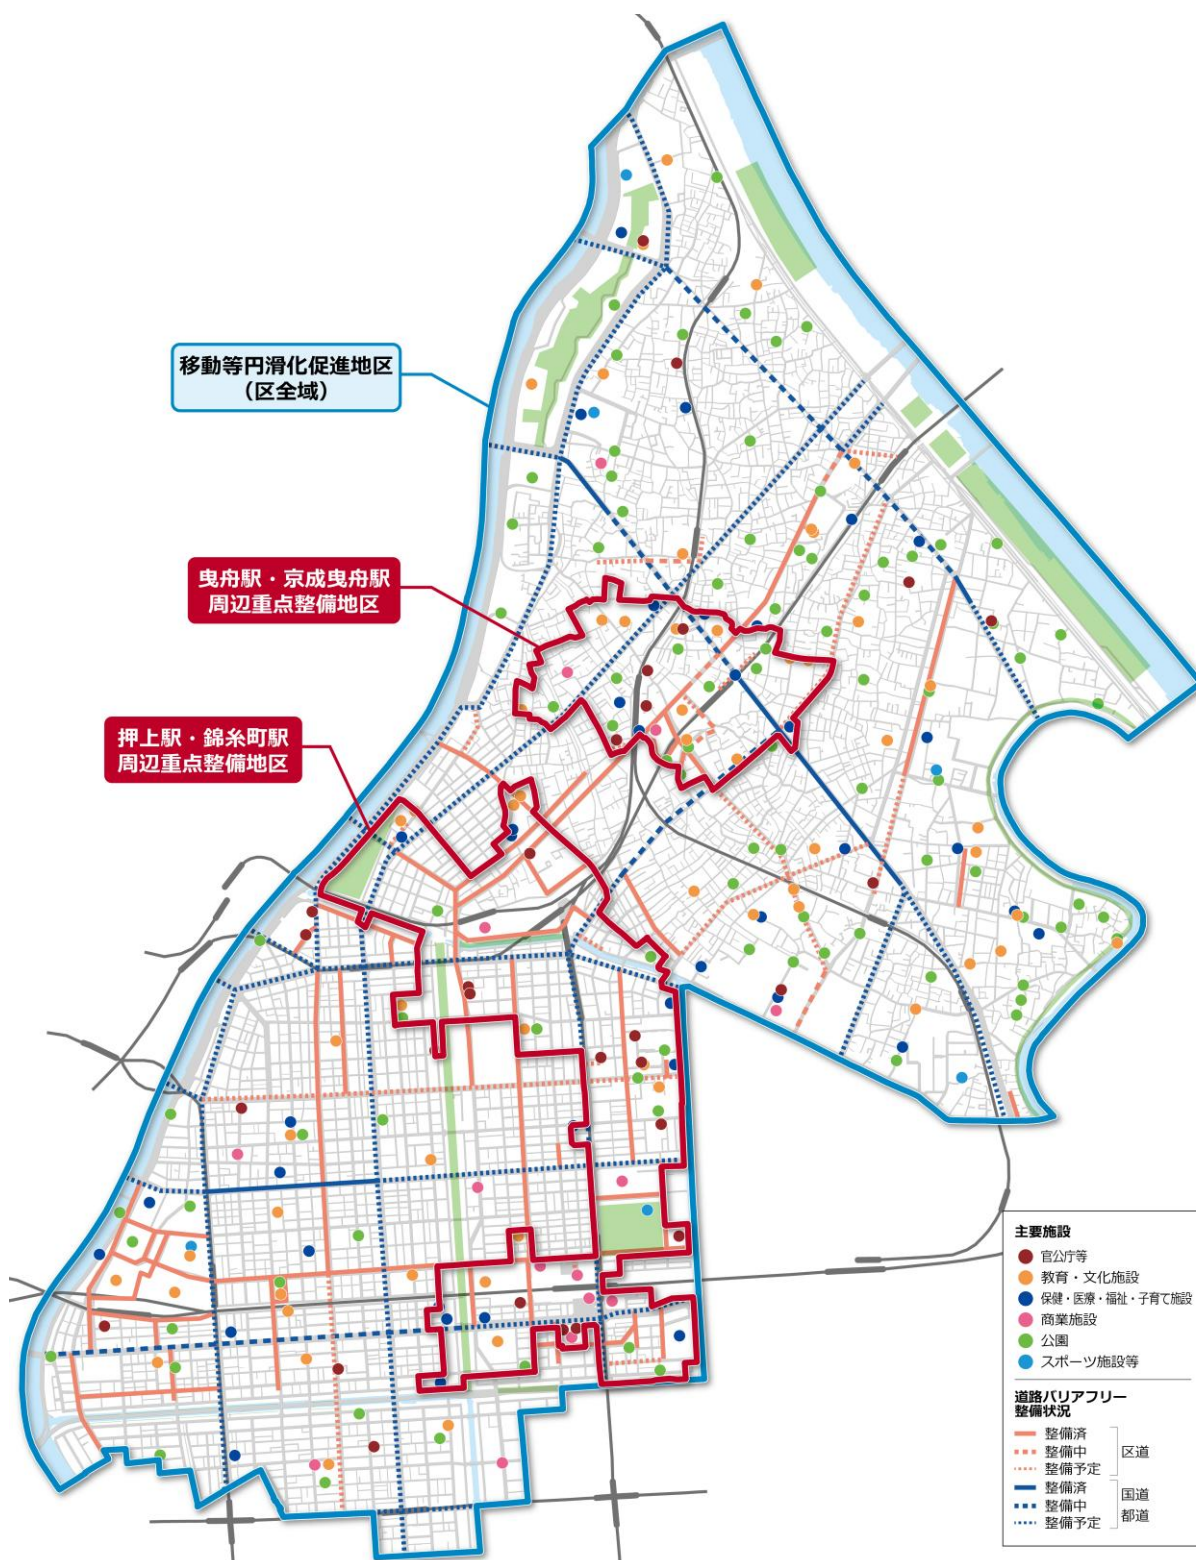 移動等円滑化促進地区
（区全域）
曳舟駅・京成曳舟駅
周辺重点整備地区
押上駅・錦糸町駅
周辺重点整備地区
主要施設
官公庁等
教育・文化施設
保健・医療・福祉・子育て施設
商業施設
公園
スポーツ施設等
道路バリアフリー
整備状況
整備済
整備中
整備予定
区道
整備済
整備中
整備予定
国道
都道